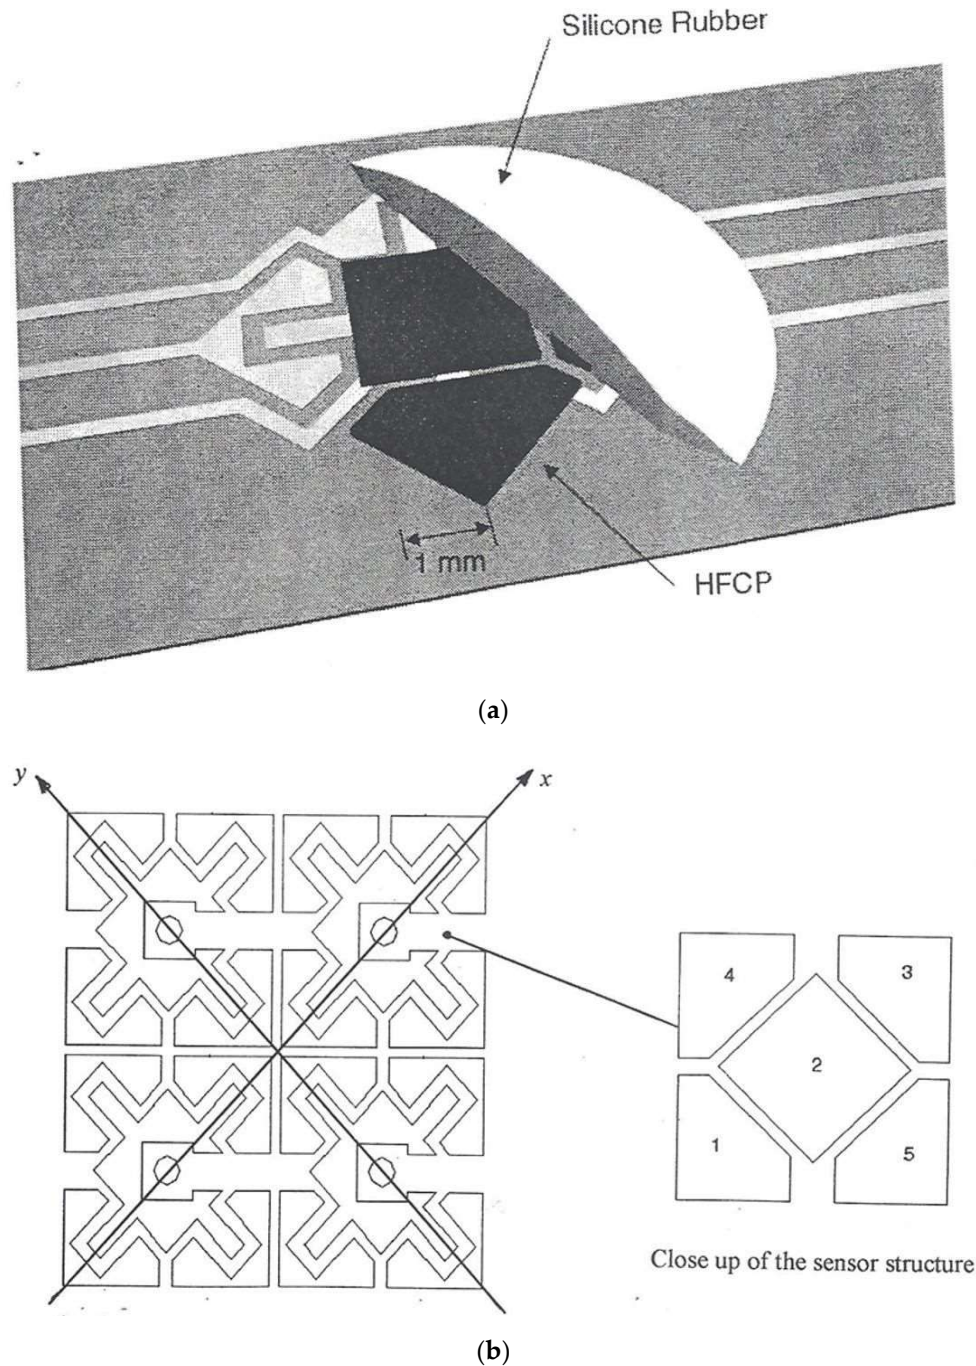 Silicone Rubber
1 mm
HFCP
(a)
y
x
4
3
2
1
5
Close up of the sensor structure
(b)